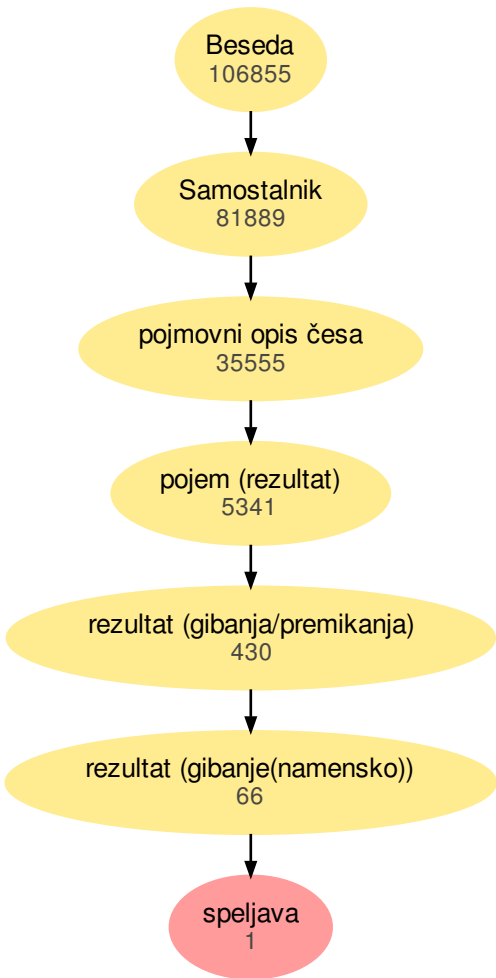 Beseda
106855
Samostalnik
81889
pojmovni opis česa
35555
pojem (rezultat)
5341
rezultat (gibanja/premikanja)
430
rezultat (gibanje(namensko))
66
speljava
1